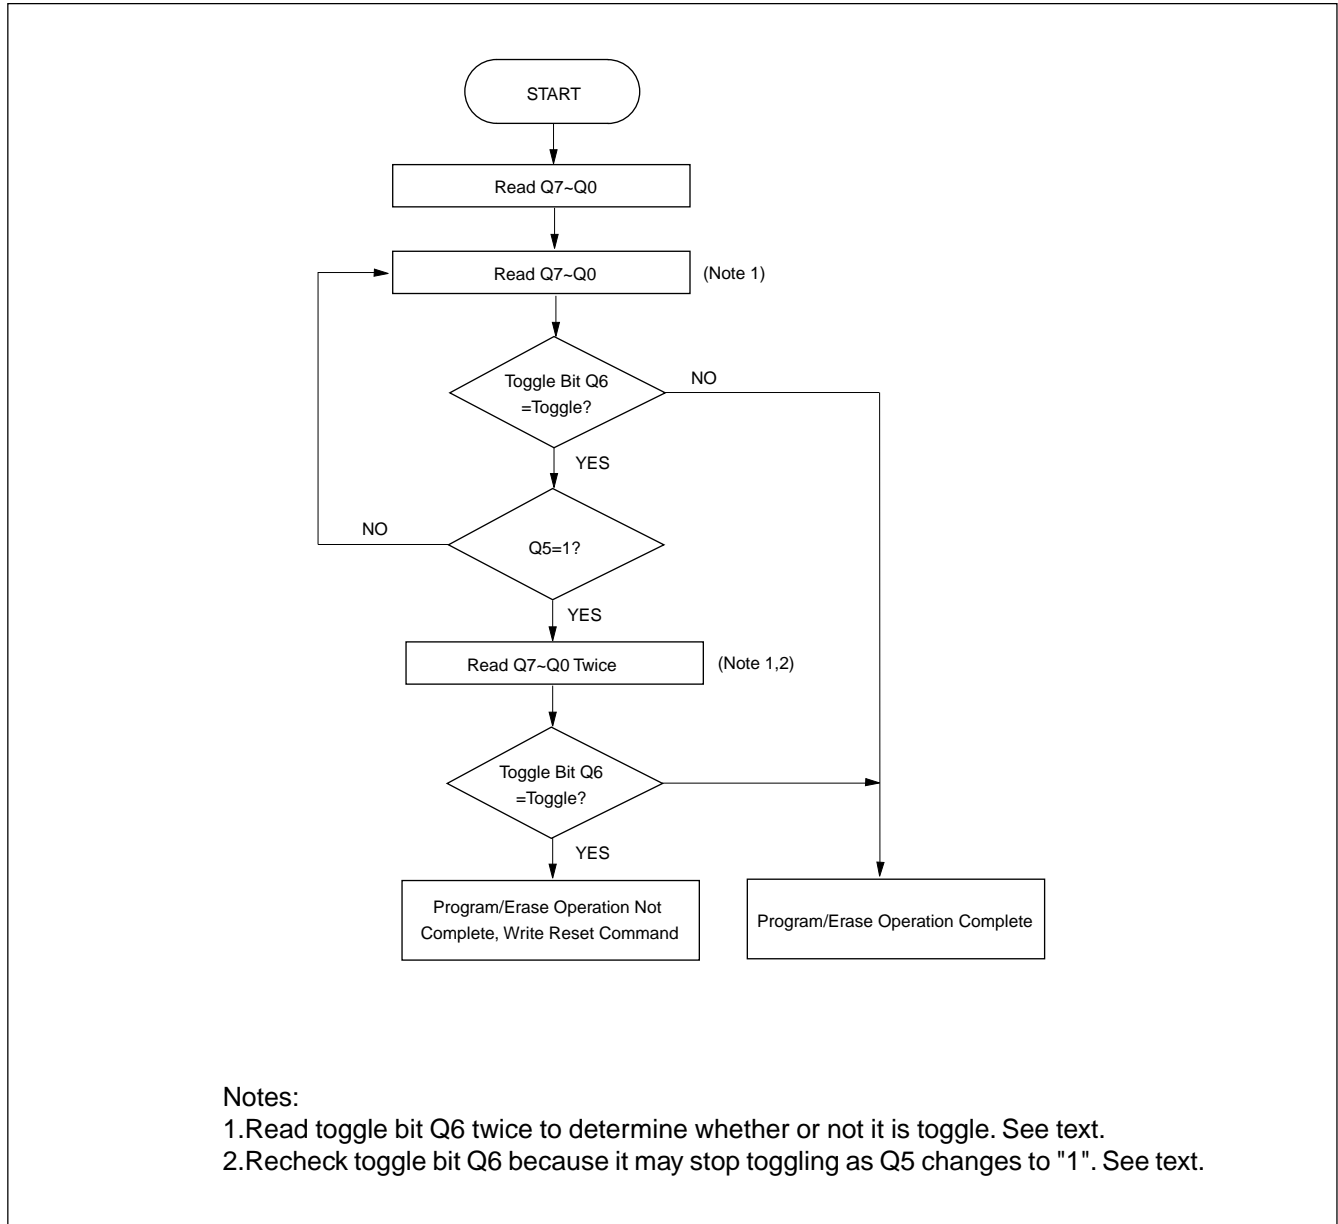 START
Read Q7~Q0
Read Q7~Q0
(Note 1)
Toggle Bit Q6
=Toggle?
NO
YES
NO
Q5=1?
YES
Read Q7~Q0 Twice
(Note 1,2)
Toggle Bit Q6
=Toggle?
YES
Program/Erase Operation Not
Complete, Write Reset Command
Program/Erase Operation Complete
Notes:
1.Read toggle bit Q6 twice to determine whether or not it is toggle. See text.
2.Recheck toggle bit Q6 because it may stop toggling as Q5 changes to "1". See text.